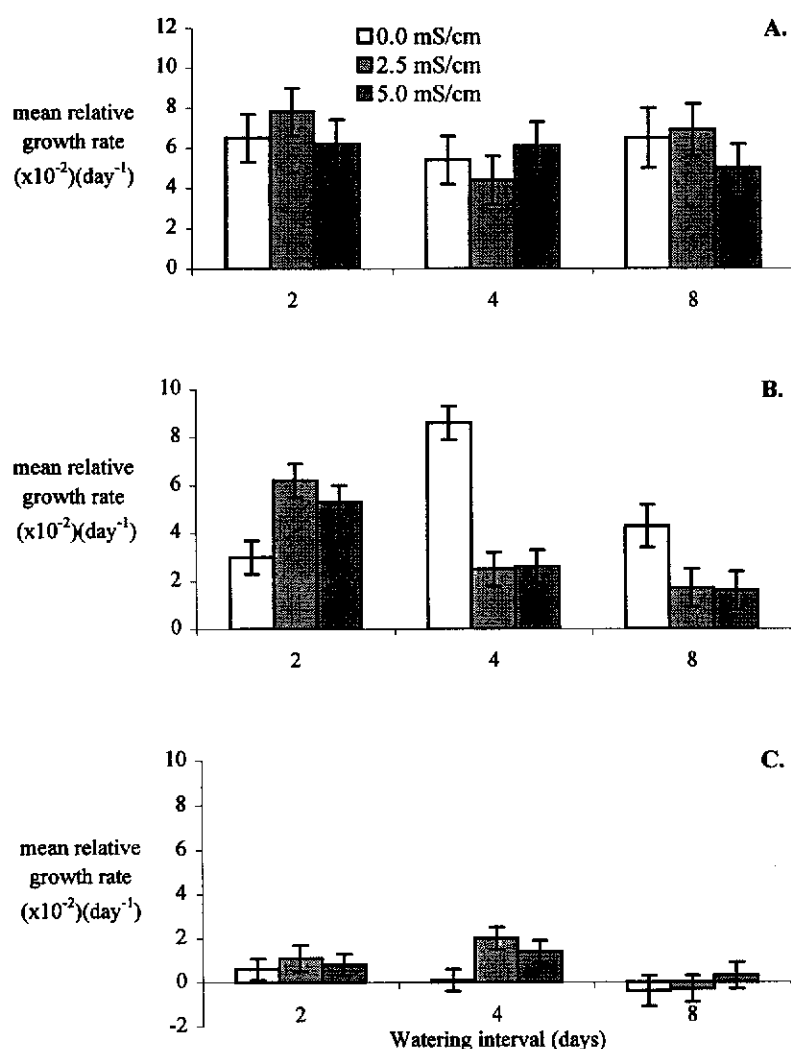 A.
0.0 mS/cm
2.5 mS/cm
5.0 mS/cm
mean relative
growth rate
(x10⁻²)(day⁻¹)
12
10
8
6
4
2
0
2 4 8
B.
mean relative
growth rate
(x10⁻²)(day⁻¹)
10
8
6
4
2
0
2 4 8
C.
mean relative
growth rate
(x10⁻²)(day⁻¹)
10
8
6
4
2
0
-2
2 4 8
Watering interval (days)